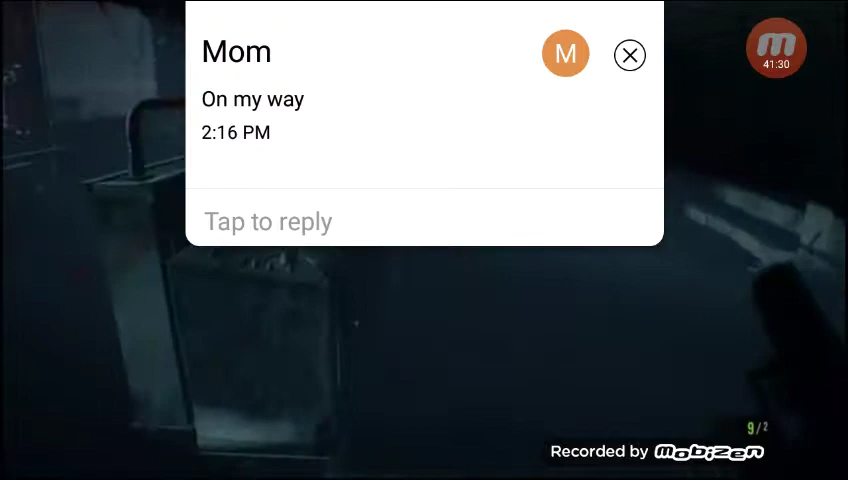 Mom
M
On my way
2:16 PM
Tap to reply
41:30
9/2
Recorded by mobizen